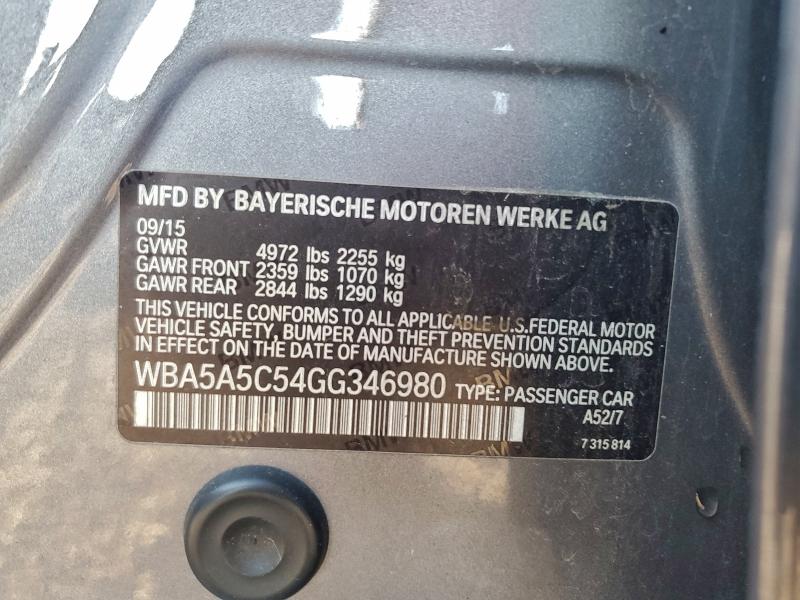 MFD BY BAYERISCHE MOTOREN WERKE AG
09/15
GVWR 4972 lbs 2255 kg
GAWR FRONT 2359 lbs 1070 kg
GAWR REAR 2844 lbs 1290 kg
THIS VEHICLE CONFORMS TO ALL APPLICABLE U.S.FEDERAL MOTOR
VEHICLE SAFETY, BUMPER AND THEFT PREVENTION STANDARDS
IN EFFECT ON THE DATE OF MANUFACTURE SHOWN ABOVE.
WBA5A5C54GG346980 TYPE: PASSENGER CAR
A52/7
7 315 814